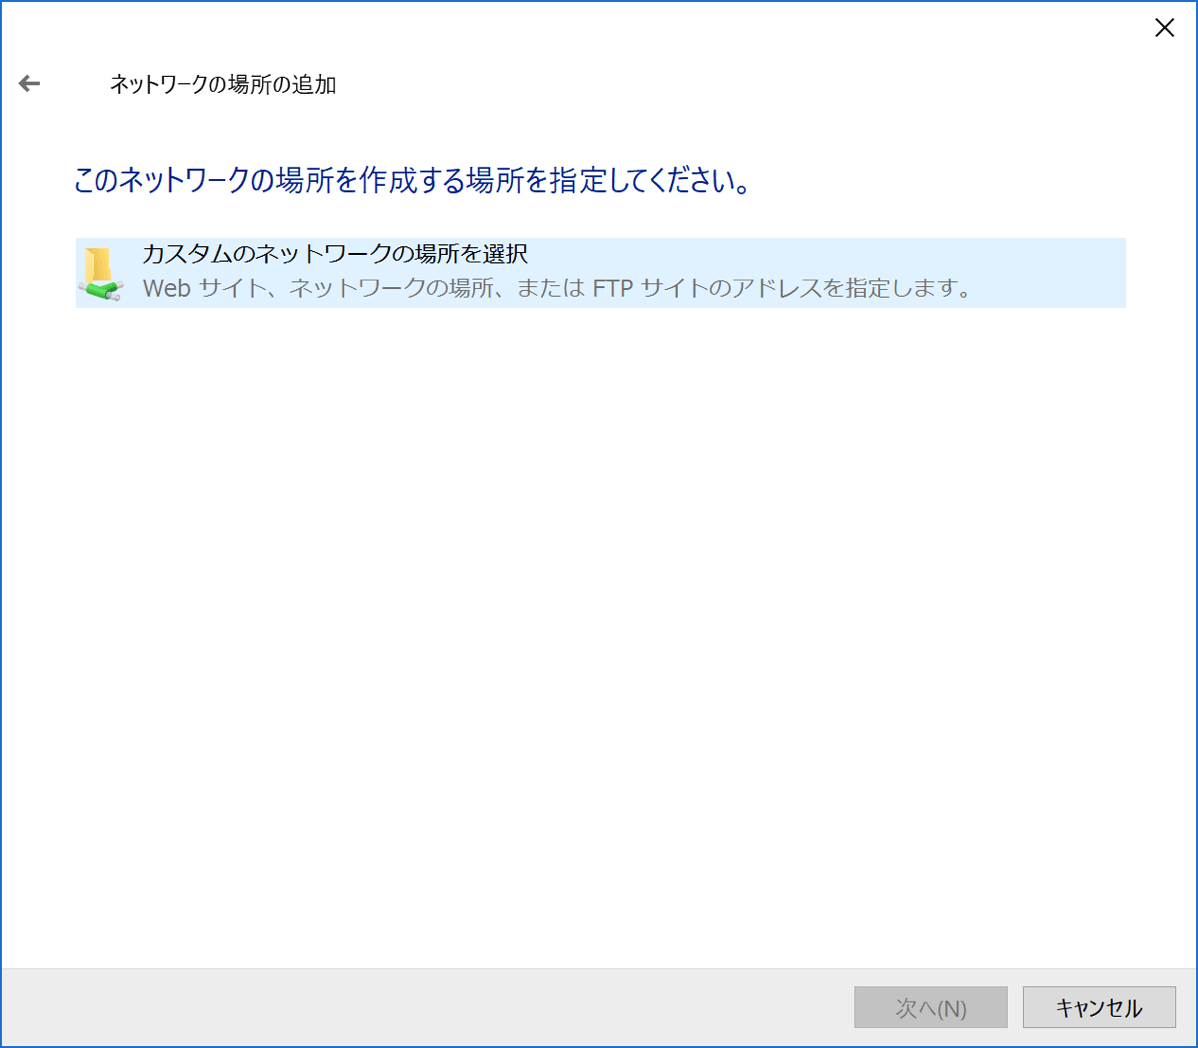 ネットワークの場所の追加
このネットワークの場所を作成する場所を指定してください。
カスタムのネットワークの場所を選択
Web サイト、ネットワークの場所、または FTP サイトのアドレスを指定します。
次へ(N)
キャンセル